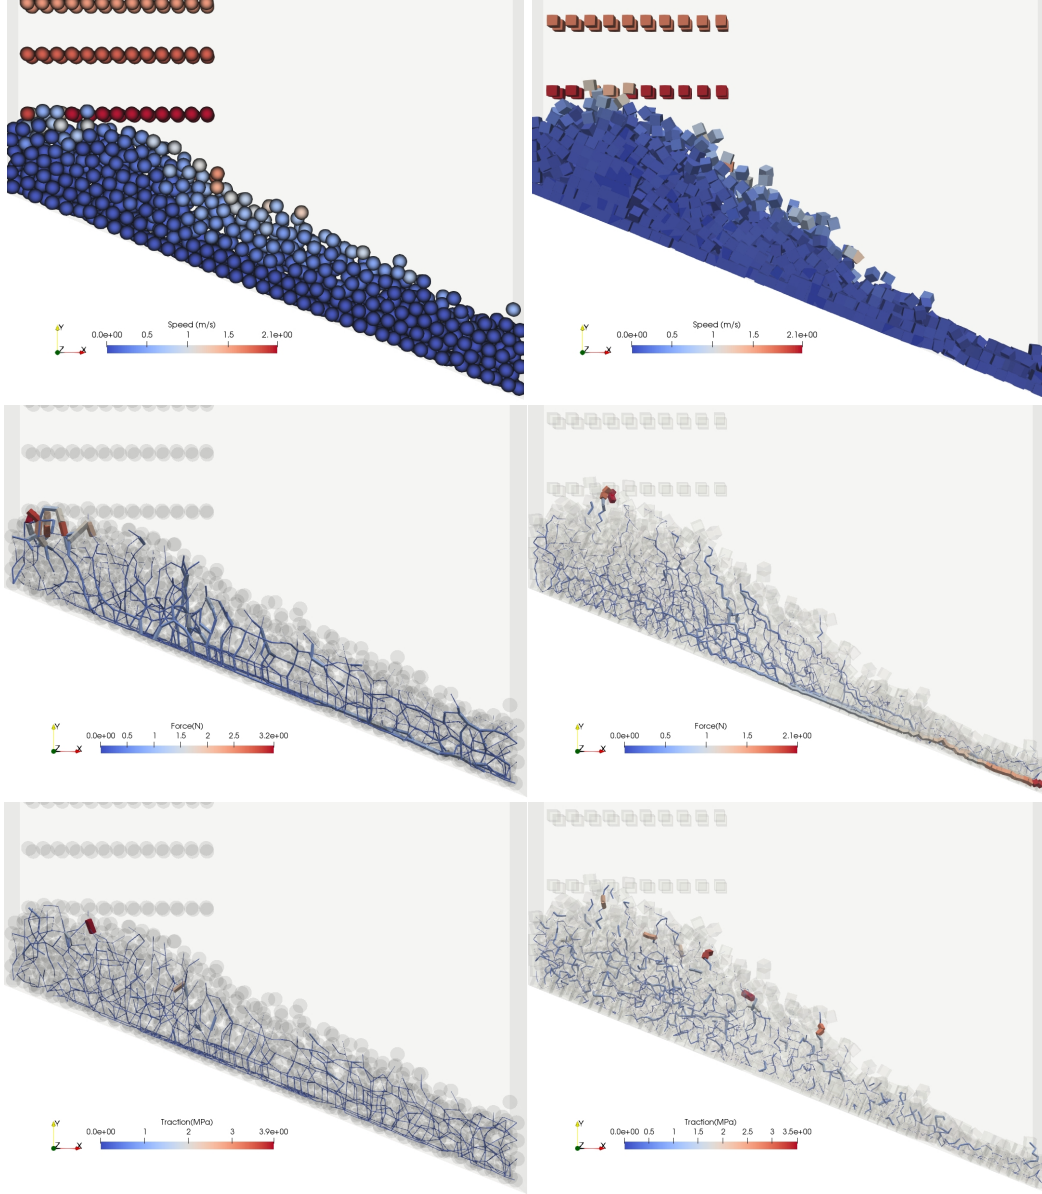 Speed (m/s)
0.0e+00 0.5 1 1.5 2.1e+00
Y
Z X
Speed (m/s)
0.0e+00 0.5 1 1.5 2.1e+00
Y
Z X
Force(N)
0.0e+00 0.5 1 1.5 2 2.5 3.2e+00
Y
Z X
Force(N)
0.0e+00 0.5 1 1.5 2.1e+00
Y
Z X
Traction(MPa)
0.0e+00 1 2 3 3.9e+00
Y
Z X
Traction(MPa)
0.0e+00 0.5 1 1.5 2 2.5 3 3.5e+00
Y
Z X